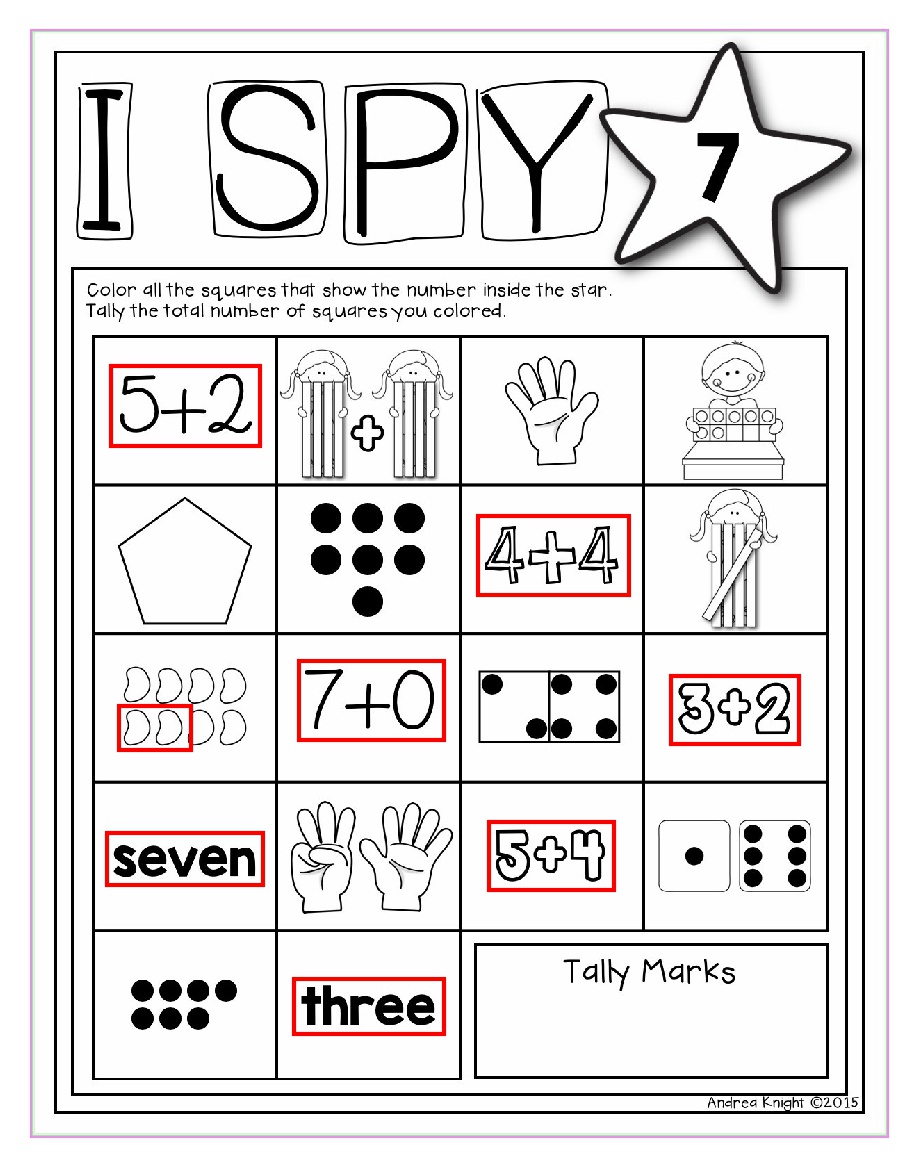 I SPY 7
Color all the squares that show the number inside the star.
Tally the total number of squares you colored.
5+2
+
4+4
7+0
3+2
seven
5+4
three
Tally Marks
Andrea Knight ©2015